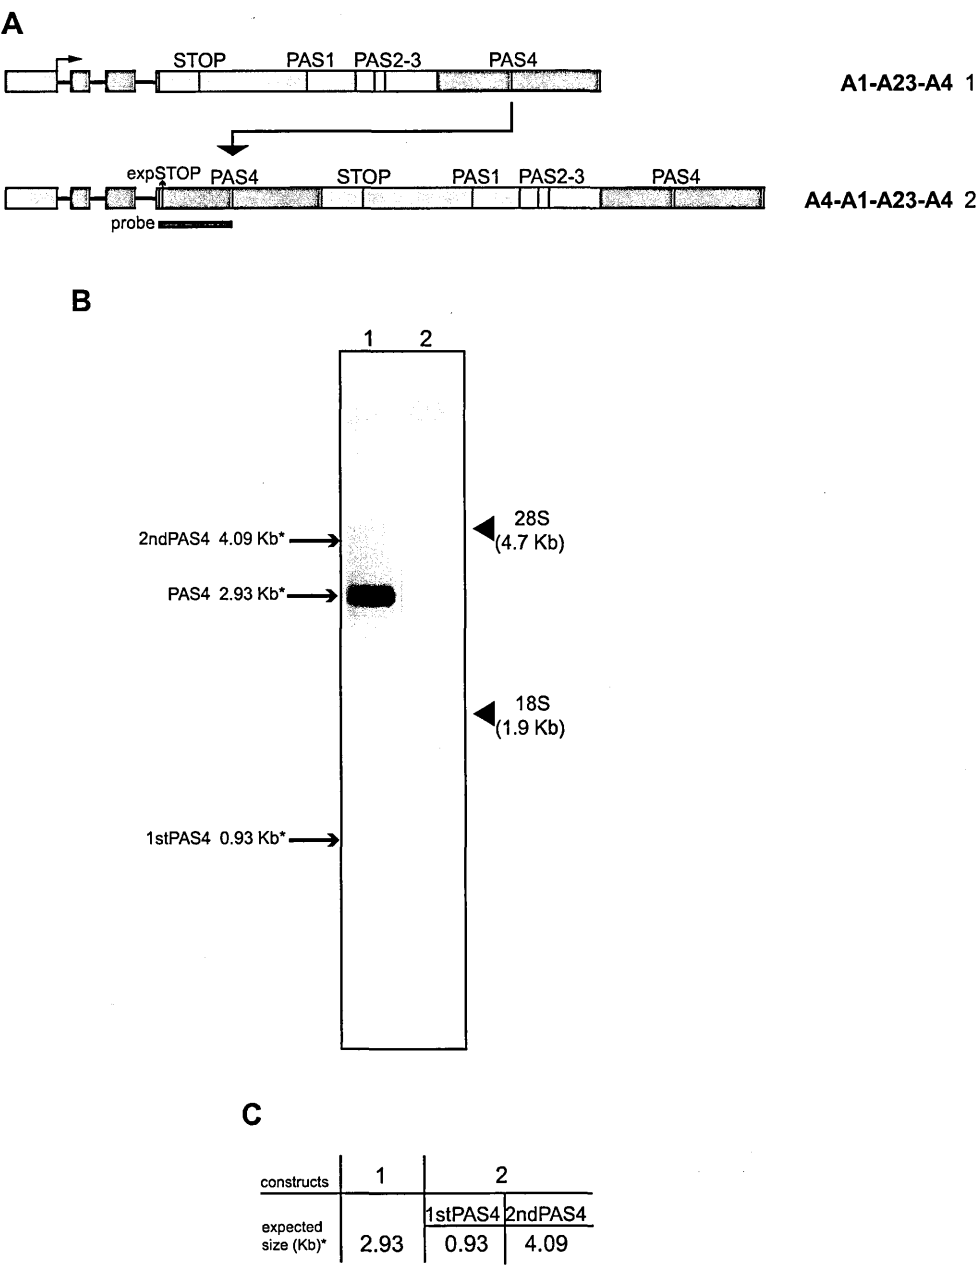 A
STOP PAS1 PAS2-3 PAS4
A1-A23-A4 1
expSTOP PAS4 STOP PAS1 PAS2-3 PAS4
A4-A1-A23-A4 2
probe
B
1 2
28S
2ndPAS4 4.09 Kb*
(4.7 Kb)
PAS4 2.93 Kb*
18S
(1.9 Kb)
1stPAS4 0.93 Kb*
C
constructs 1 2
1stPAS4 2ndPAS4
expected
size (Kb)* 2.93 0.93 4.09